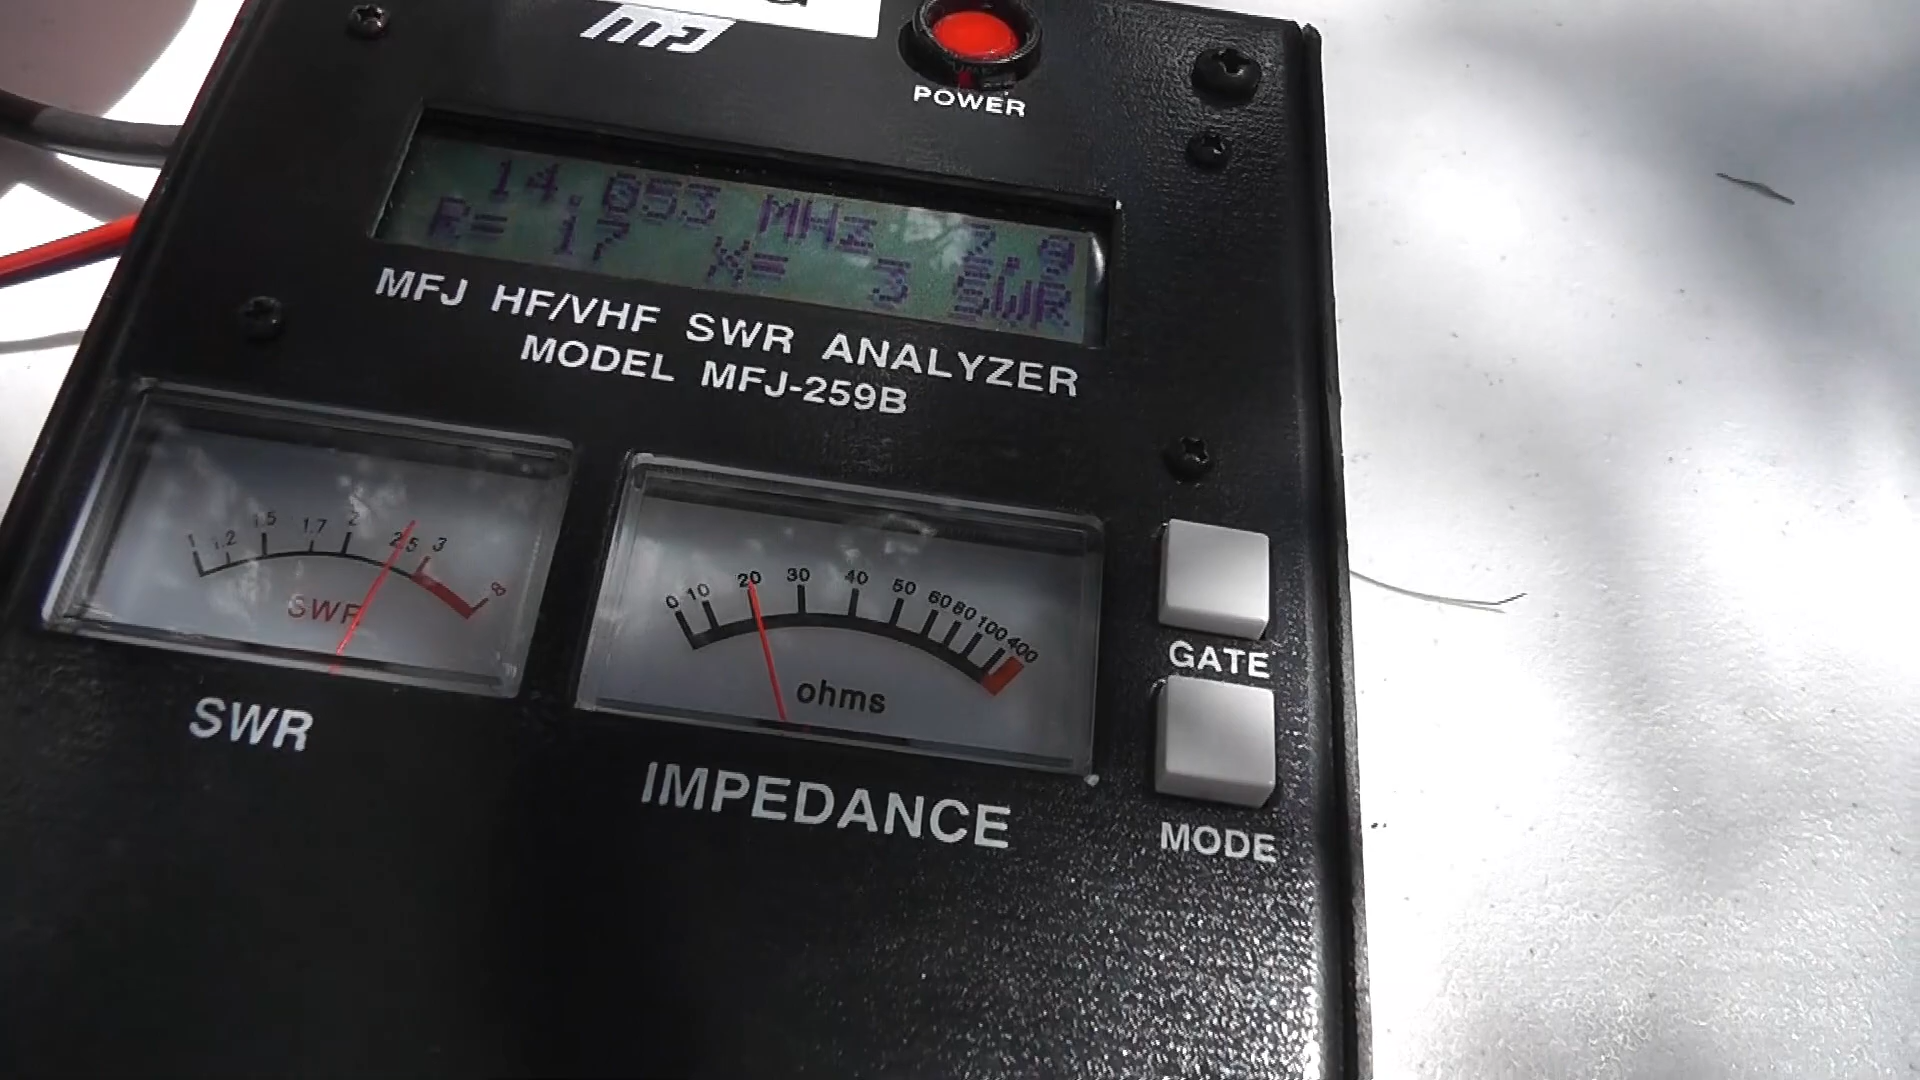 MFJ
POWER
14.053 MHz 2.9
R= 17 X= 3 SWR
MFJ HF/VHF SWR ANALYZER
MODEL MFJ-259B
1 1.2 1.5 1.7 2 2.5 3 ∞
SWR
0 10 20 30 40 50 60 80 100 400
ohms
GATE
SWR
IMPEDANCE
MODE